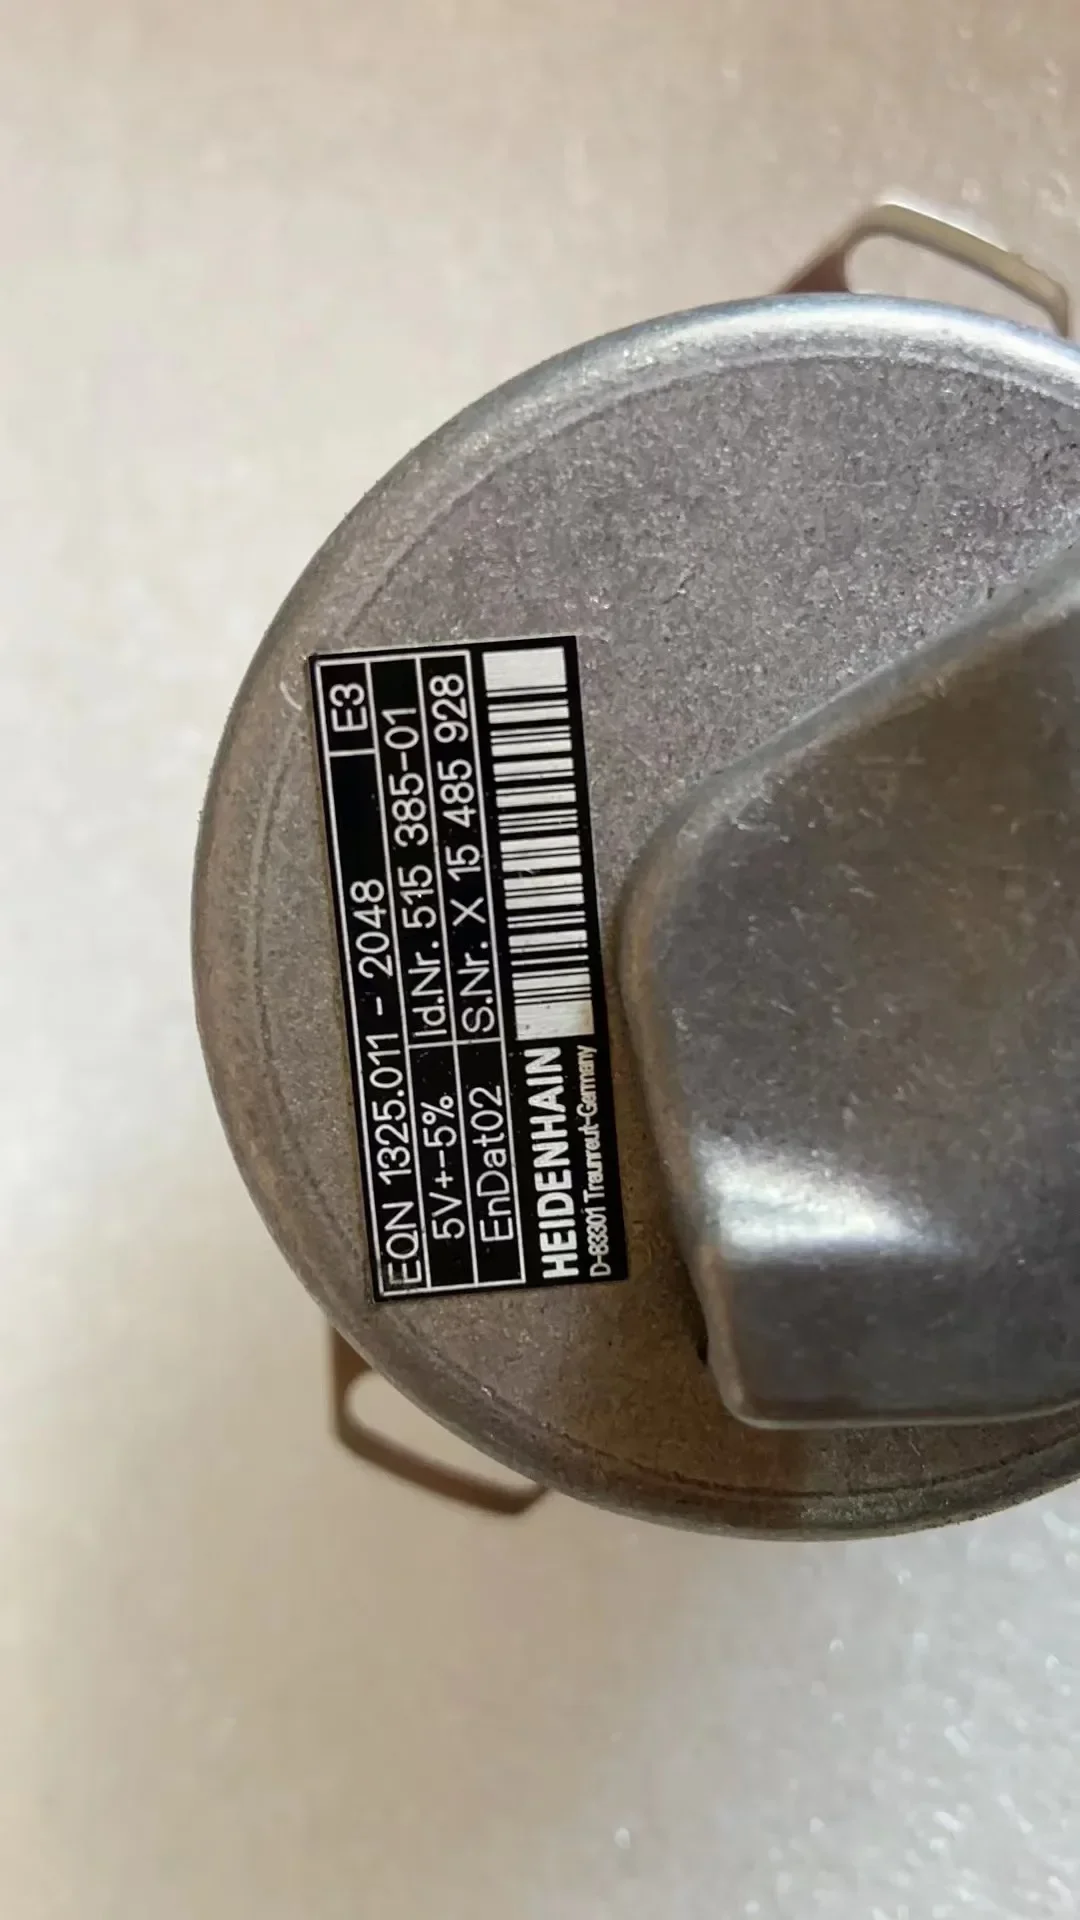 EQN 1325.011 - 2048 E3
5V+-5% Id.Nr. 515 385-01
EnDat02 S.Nr. X 15 485 928
HEIDENHAIN
D-83301 Traunreut-Germany